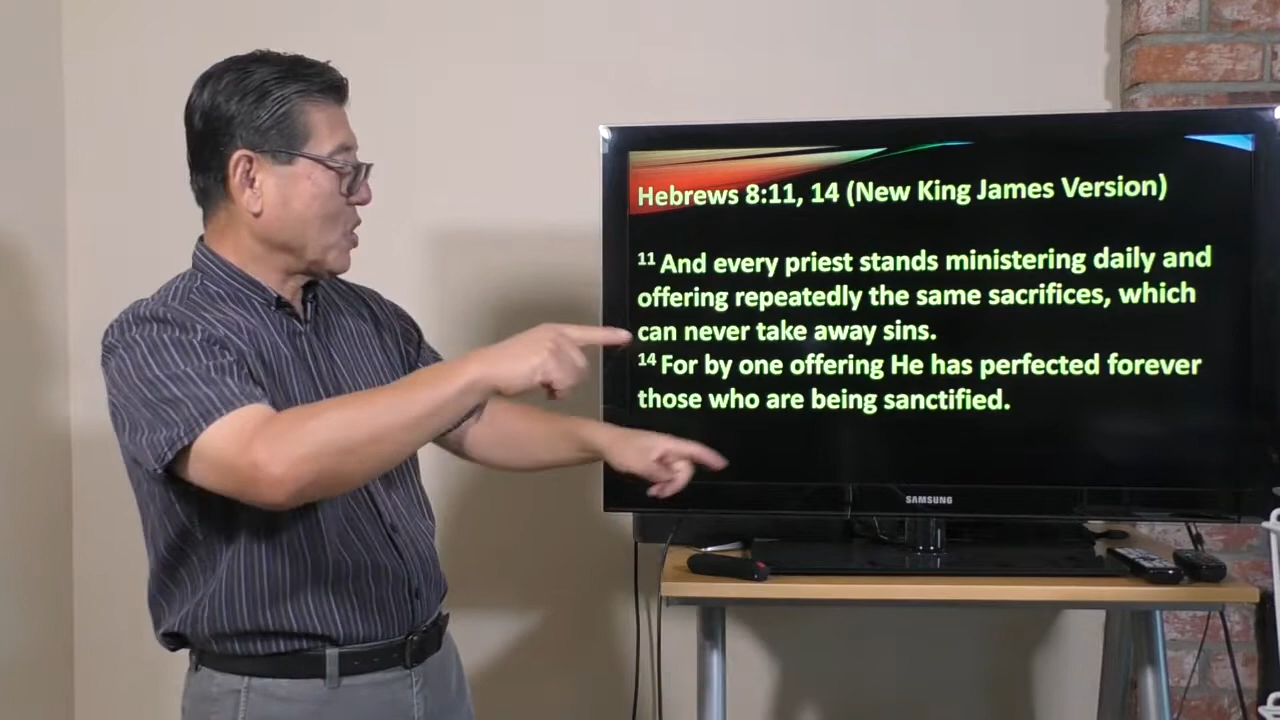 Hebrews 8:11, 14 (New King James Version)
11 And every priest stands ministering daily and
offering repeatedly the same sacrifices, which
can never take away sins.
14 For by one offering He has perfected forever
those who are being sanctified.
SAMSUNG